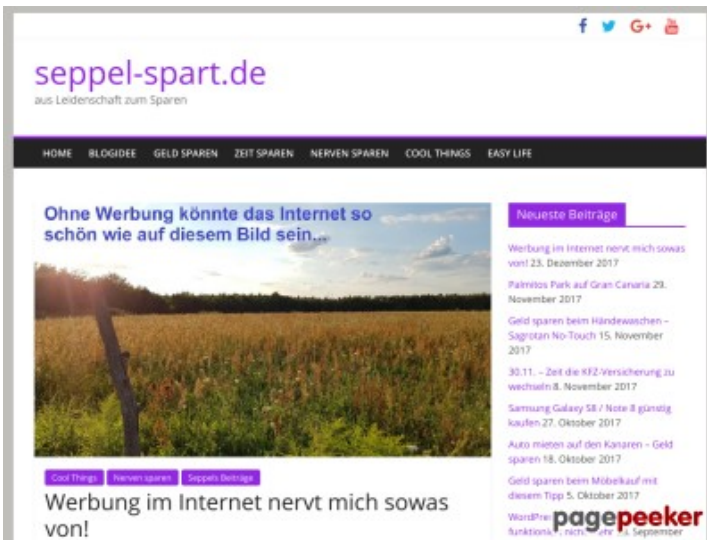 seppel-spart.de
aus Leidenschaft zum Sparen
HOME BLOGIDEE GELD SPAREN ZEIT SPAREN NERVEN SPAREN COOL THINGS EASY LIFE
Ohne Werbung könnte das Internet so
schön wie auf diesem Bild sein...
Cool Things Nerven sparen Seppels Beiträge
Werbung im Internet nervt mich sowas
von!
Neueste Beiträge
Werbung im Internet nervt mich sowas
von! 23. Dezember 2017
Palmitos Park auf Gran Canaria 29.
November 2017
Geld sparen beim Händewaschen –
Sagrotan No-Touch 15. November
2017
30.11. – Zeit die KFZ-Versicherung zu
wechseln 8. November 2017
Samsung Galaxy S8 / Note 8 günstig
kaufen 27. Oktober 2017
Auto mieten auf den Kanaren – Geld
sparen 18. Oktober 2017
Geld sparen beim Möbelkauf mit
diesem Tipp 5. Oktober 2017
September
pagepeeker